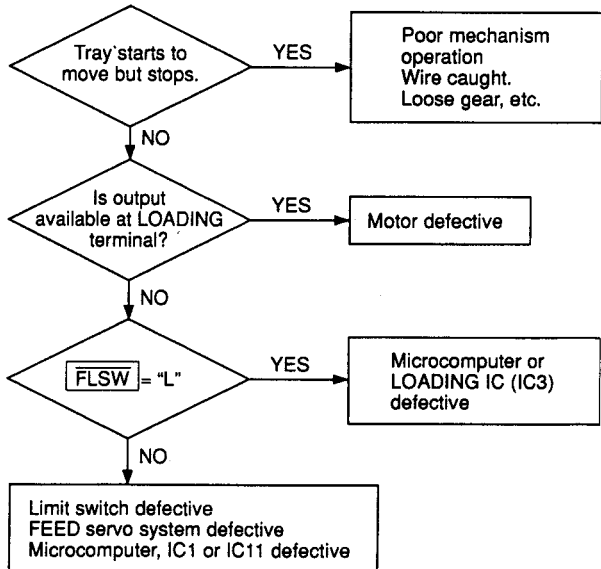 Tray starts to
move but stops.
YES
Poor mechanism
operation
Wire caught.
Loose gear, etc.
NO
Is output
available at LOADING
terminal?
YES
Motor defective
NO
FLSW = “L”
YES
Microcomputer or
LOADING IC (IC3)
defective
NO
Limit switch defective
FEED servo system defective
Microcomputer, IC1 or IC11 defective